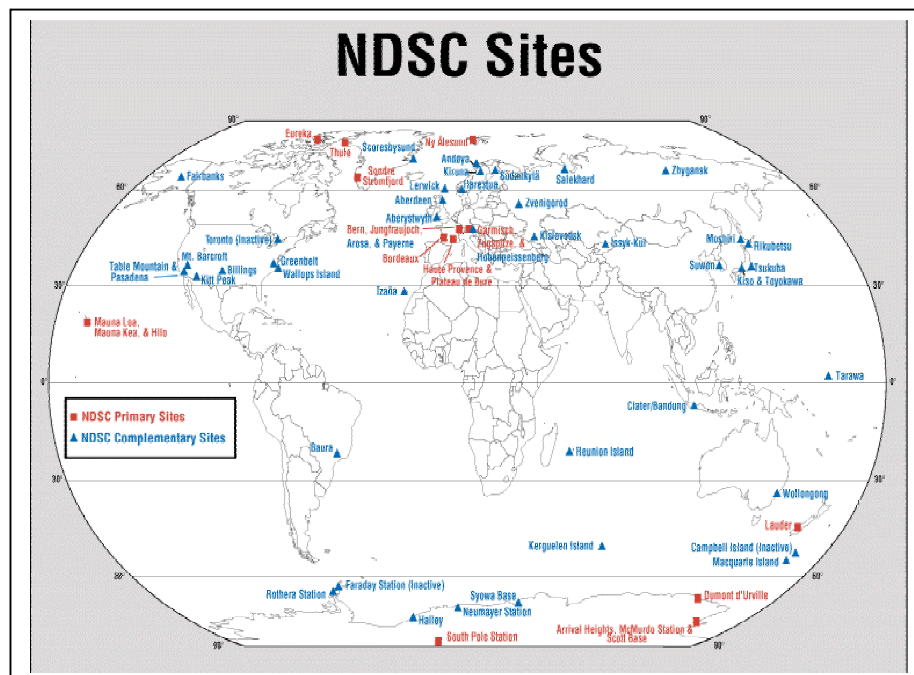 NDSC Sites
90°
90°
Eureka
Thule
Ny Ålesund
Scoresbysund
Andoya
Kiruna
Sodankylä
Salekhard
Zhygansk
Fairbanks
Sondre
Stromfjord
60°
60°
Lerwick
Harestua
Aberdeen
Zvenigorod
Aberystwyth
Bern, Jungfraujoch,
Arosa, & Payerne
Garmisch,
Zugspitze, &
Hohenpeissenberg
Kislovodsk
Issyk-Kul
Moshiri
Rikubetsu
Toronto (Inactive)
Bordeaux
Haute Provence &
Plateau de Bure
Suwon
Tsukuba
Kiso & Toyokawa
Mt. Barcroft
Table Mountain &
Pasadena
Kitt Peak
Billings
Greenbelt
Wallops Island
30°
30°
Izaña
Mauna Loa,
Mauna Kea, & Hilo
0°
0°
Tarawa
Ciater/Bandung
NDSC Primary Sites
NDSC Complementary Sites
Baura
Reunion Island
30°
30°
Wollongong
Lauder
Kerguelen Island
Campbell Island (Inactive)
Macquarie Island
60°
60°
Faraday Station (Inactive)
Rothera Station
Syowa Base
Neumayer Station
Halley
Dumont d'Urville
Arrival Heights, McMurdo Station &
Scott Base
South Pole Station
90°
90°